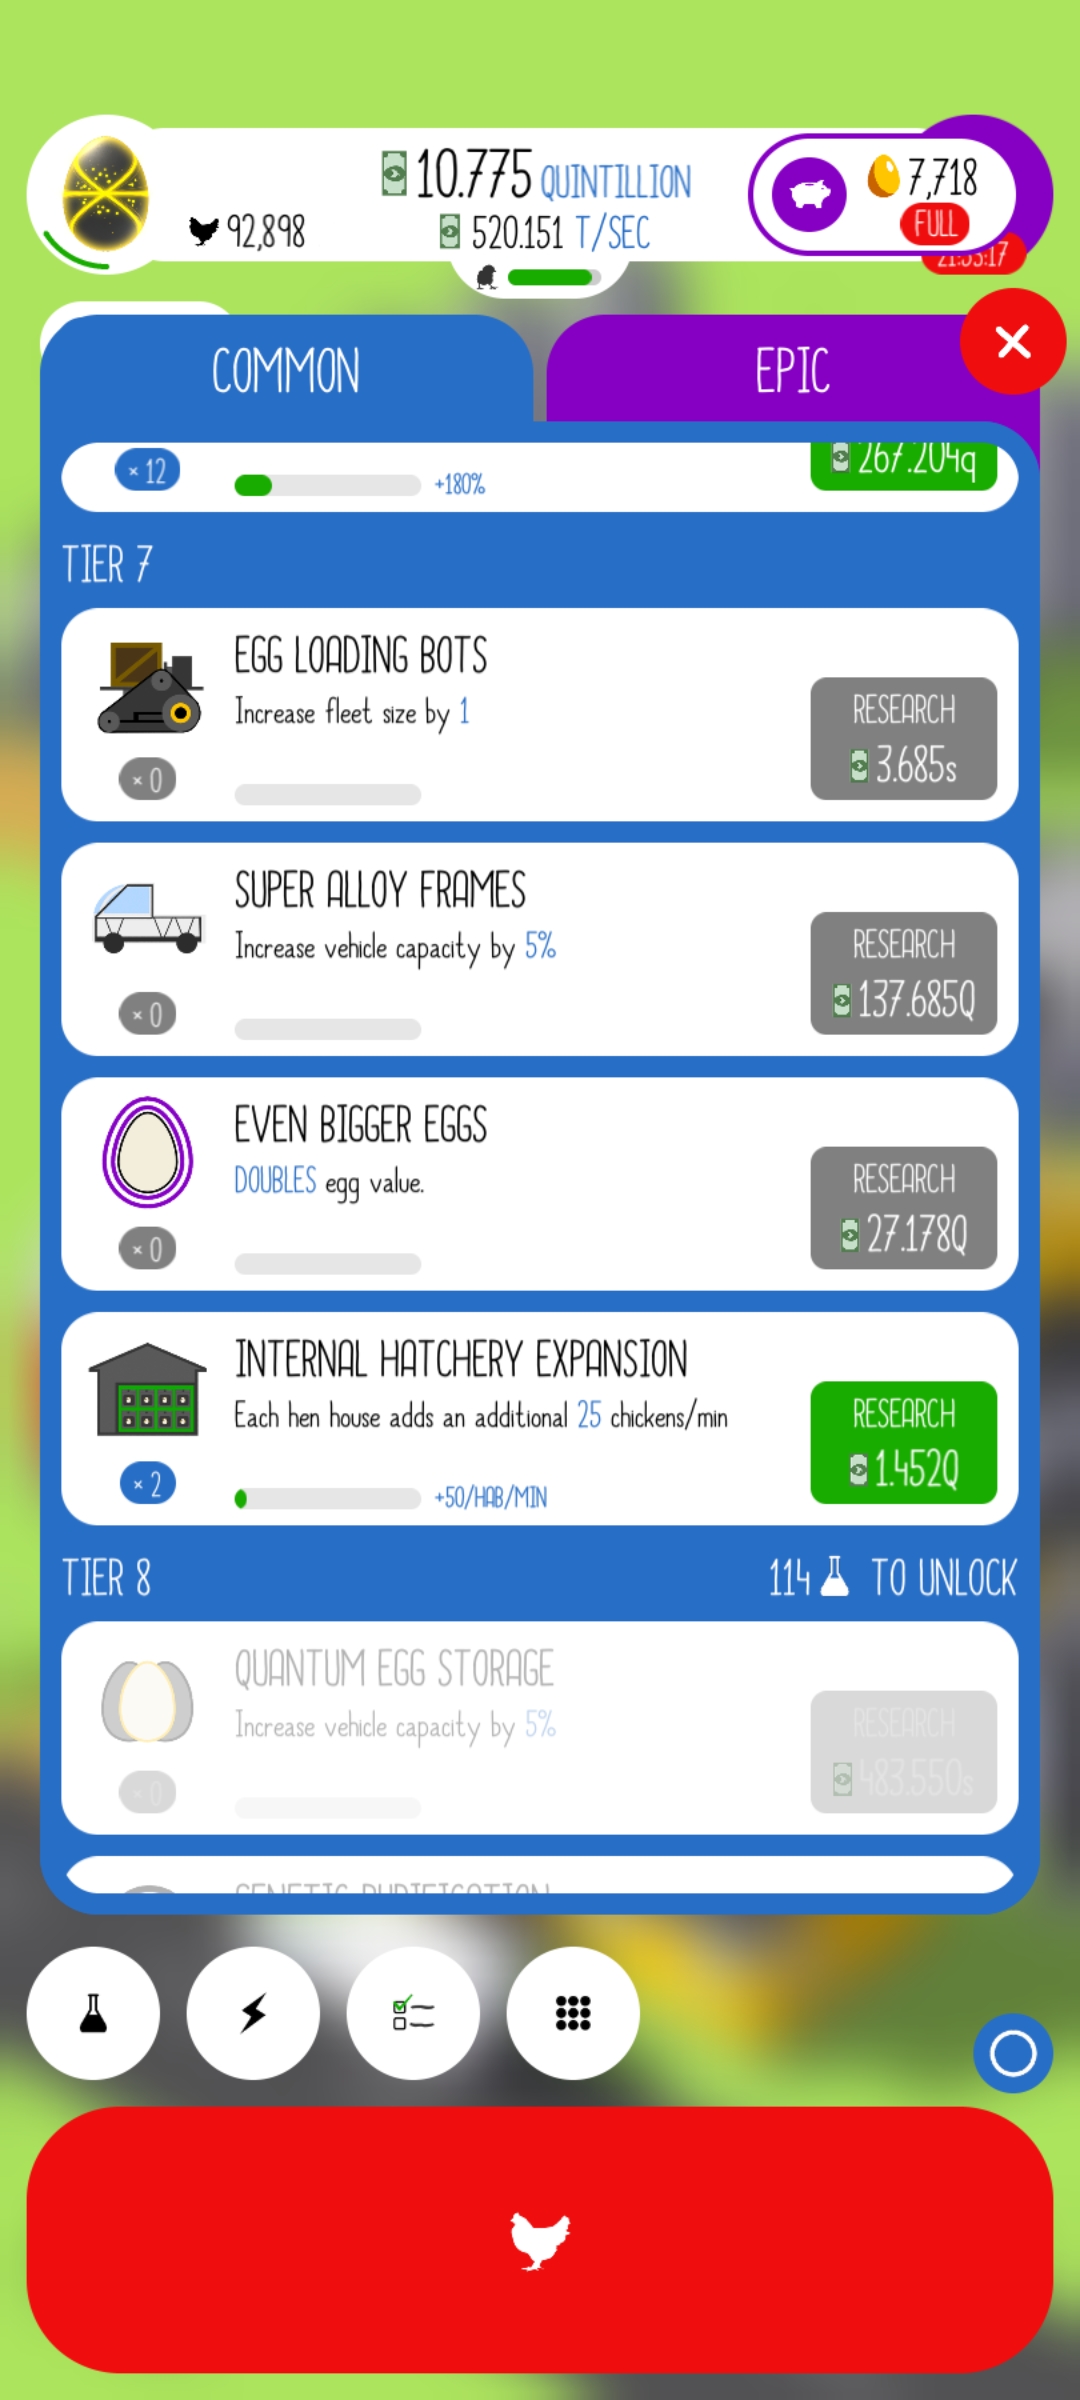 10.775 QUINTILLION
92,898
520.151 T/SEC
7,718
FULL
COMMON
EPIC
× 12
+180%
267.204q
TIER 7
EGG LOADING BOTS
Increase fleet size by 1
× 0
RESEARCH
3.685s
SUPER ALLOY FRAMES
Increase vehicle capacity by 5%
× 0
RESEARCH
137.685Q
EVEN BIGGER EGGS
DOUBLES egg value.
× 0
RESEARCH
27.178Q
INTERNAL HATCHERY EXPANSION
Each hen house adds an additional 25 chickens/min
× 2
+50/HAB/MIN
RESEARCH
1.452Q
TIER 8
114 TO UNLOCK
QUANTUM EGG STORAGE
Increase vehicle capacity by 5%
× 0
RESEARCH
483.550s
GENETIC PURIFICATION